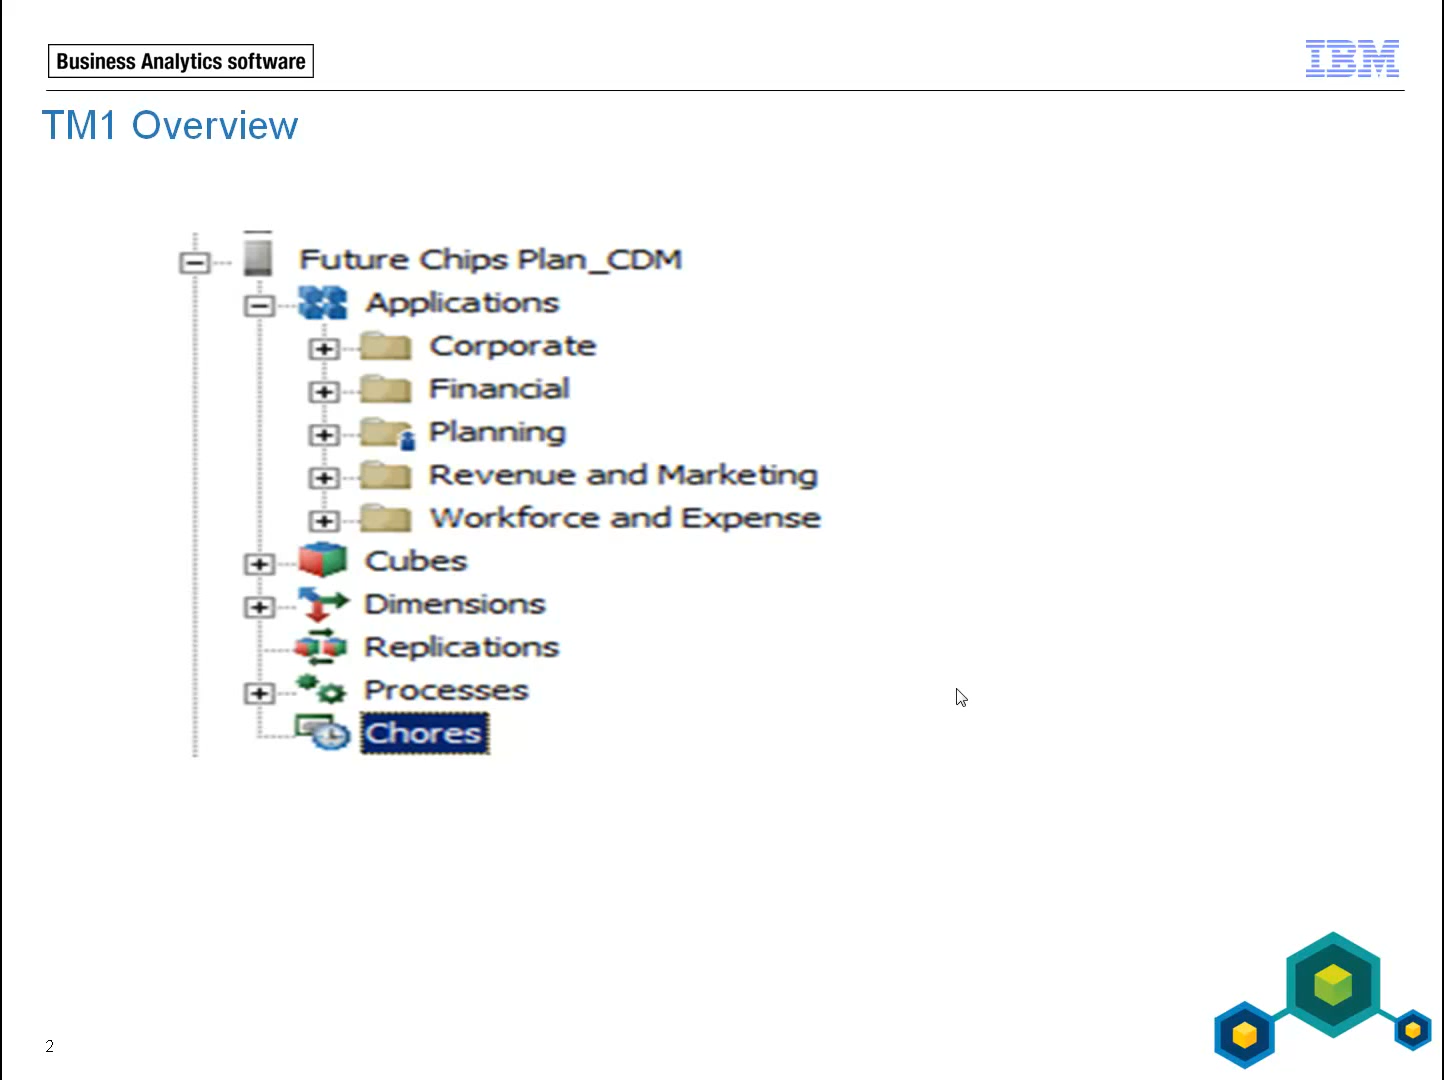 Business Analytics software
IBM
TM1 Overview
Future Chips Plan_CDM
Applications
Corporate
Financial
Planning
Revenue and Marketing
Workforce and Expense
Cubes
Dimensions
Replications
Processes
Chores
2